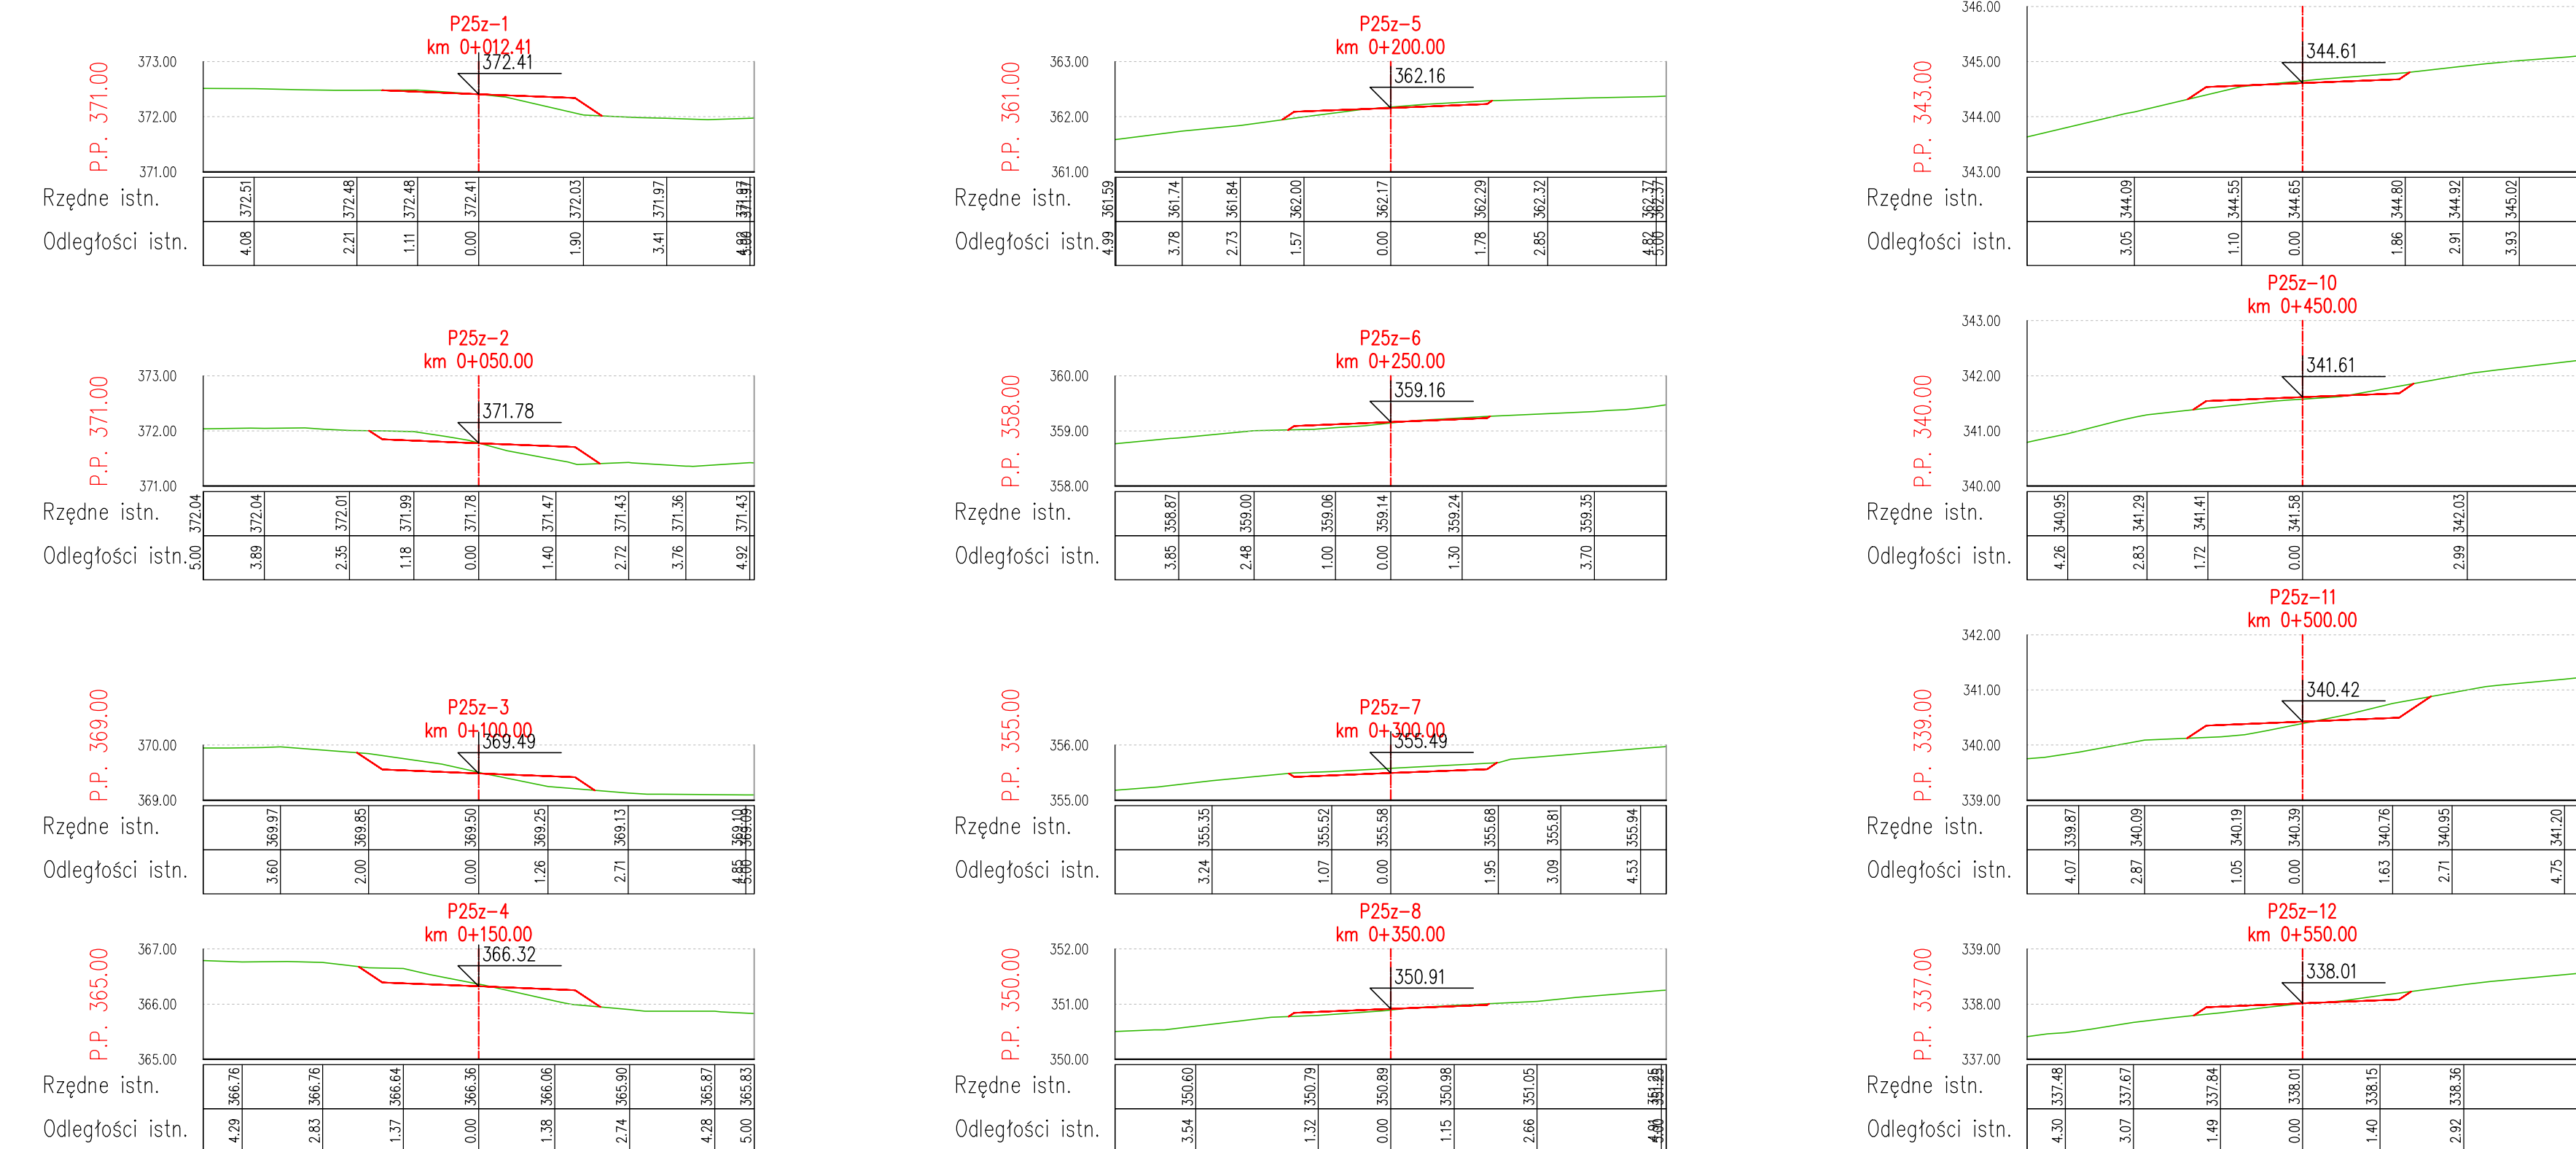 P25z-1
km 0+012.41
372.41
P.P. 371.00
373.00
372.00
371.00
Rzędne istn. 372.51 372.48 372.48 372.41 372.03 371.97 371.97
Odległości istn. 4.08 2.21 1.11 0.00 1.90 3.41 5.00
P25z-2
km 0+050.00
371.78
P.P. 371.00
373.00
372.00
371.00
Rzędne istn. 372.04 372.04 372.01 371.99 371.78 371.47 371.43 371.36 371.43
Odległości istn. 5.00 3.89 2.35 1.18 0.00 1.40 2.72 3.76 4.92
P25z-3
km 0+100.00
369.49
P.P. 369.00
370.00
369.00
Rzędne istn. 369.97 369.85 369.50 369.25 369.13 369.10 369.09
Odległości istn. 3.60 2.00 0.00 1.26 2.71 4.85 5.00
P25z-4
km 0+150.00
366.32
P.P. 365.00
367.00
366.00
365.00
Rzędne istn. 366.76 366.76 366.64 366.36 366.06 365.90 365.87 365.83
Odległości istn. 4.29 2.83 1.37 0.00 1.38 2.74 4.28 5.00
P25z-5
km 0+200.00
362.16
P.P. 361.00
363.00
362.00
361.00
Rzędne istn. 361.59 361.74 361.84 362.00 362.17 362.29 362.32 362.37 362.37
Odległości istn. 4.99 3.78 2.73 1.57 0.00 1.78 2.85 4.82 5.00
P25z-6
km 0+250.00
359.16
P.P. 358.00
360.00
359.00
358.00
Rzędne istn. 358.87 359.00 359.06 359.14 359.24 359.35
Odległości istn. 3.85 2.48 1.00 0.00 1.30 3.70
P25z-7
km 0+300.00
355.49
P.P. 355.00
356.00
355.00
Rzędne istn. 355.35 355.52 355.58 355.68 355.81 355.94
Odległości istn. 3.24 1.07 0.00 1.95 3.09 4.53
P25z-8
km 0+350.00
350.91
P.P. 350.00
352.00
351.00
350.00
Rzędne istn. 350.60 350.79 350.89 350.98 351.05 351.25
Odległości istn. 3.54 1.32 0.00 1.15 2.66 5.00
344.61
P.P. 343.00
346.00
345.00
344.00
343.00
Rzędne istn. 344.09 344.55 344.65 344.80 344.92 345.02
Odległości istn. 3.05 1.10 0.00 1.86 2.91 3.93
P25z-10
km 0+450.00
341.61
P.P. 340.00
343.00
342.00
341.00
340.00
Rzędne istn. 340.95 341.29 341.41 341.58 342.03
Odległości istn. 4.26 2.83 1.72 0.00 2.99
P25z-11
km 0+500.00
340.42
P.P. 339.00
342.00
341.00
340.00
339.00
Rzędne istn. 339.87 340.09 340.19 340.39 340.76 340.95 341.20
Odległości istn. 4.07 2.87 1.05 0.00 1.63 2.71 4.75
P25z-12
km 0+550.00
338.01
P.P. 337.00
339.00
338.00
337.00
Rzędne istn. 337.48 337.67 337.84 338.01 338.15 338.36
Odległości istn. 4.30 3.07 1.49 0.00 1.40 2.92